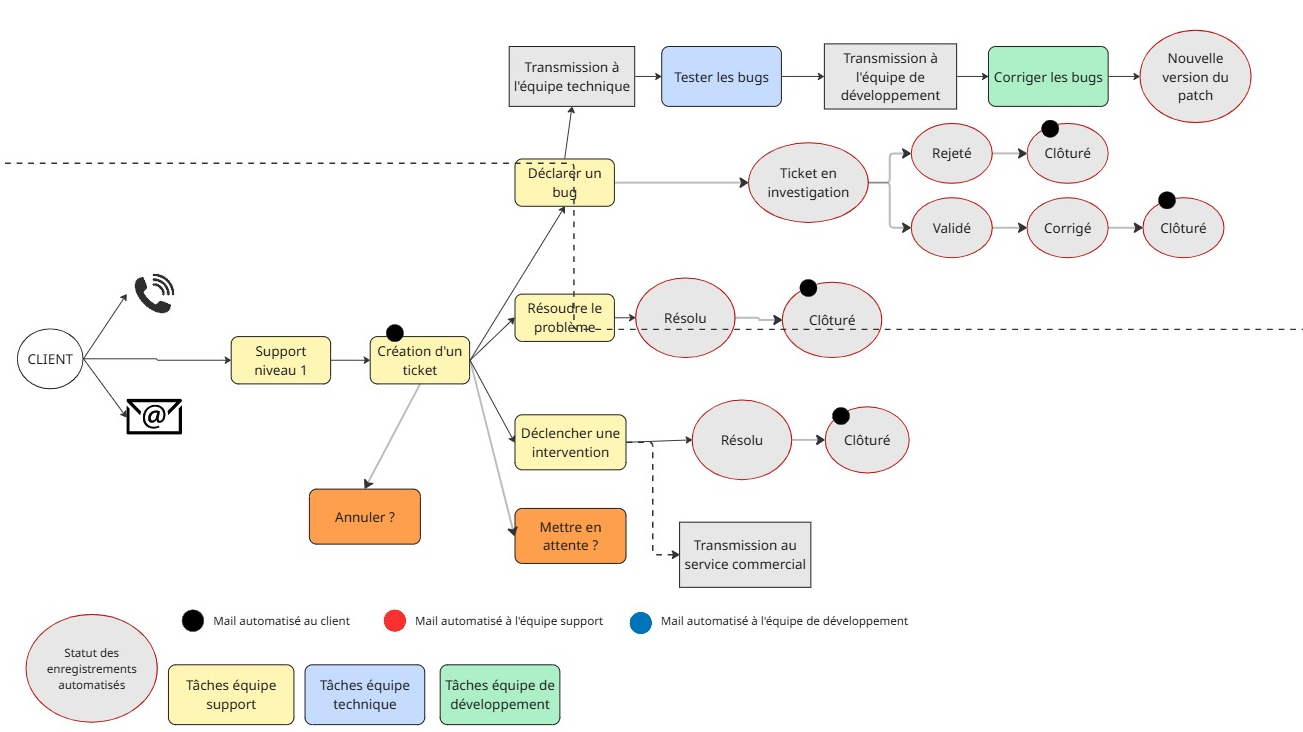 Transmission à
l'équipe technique
Tester les bugs
Transmission à
l'équipe de
développement
Corriger les bugs
Nouvelle
version du
patch
Déclarer un
bug
Ticket en
investigation
Rejeté
Clôturé
Validé
Corrigé
Clôturé
CLIENT
@
Support
niveau 1
Création d'un
ticket
Résoudre le
problème
Résolu
Clôturé
Déclencher une
intervention
Résolu
Clôturé
Annuler ?
Mettre en
attente ?
Transmission au
service commercial
Mail automatisé au client
Mail automatisé à l'équipe support
Mail automatisé à l'équipe de développement
Statut des
enregistrements
automatisés
Tâches équipe
support
Tâches équipe
technique
Tâches équipe de
développement